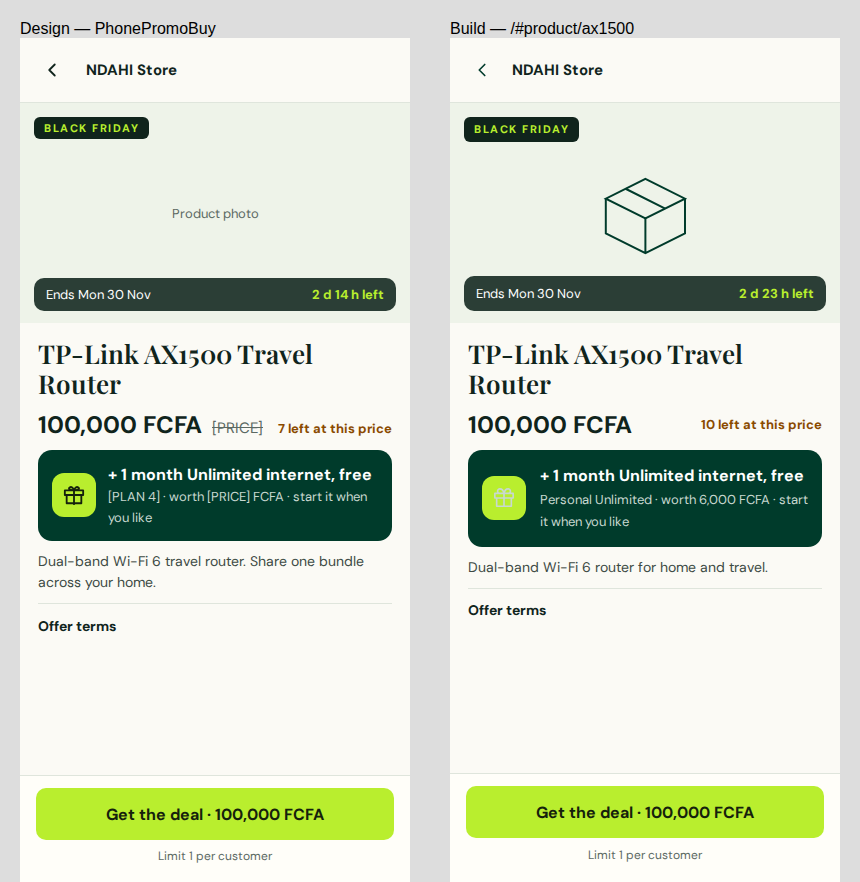 Design — PhonePromoBuy
NDAHI Store
BLACK FRIDAY
Product photo
Ends Mon 30 Nov
2 d 14 h left
TP-Link AX1500 Travel
Router
100,000 FCFA [PRICE] 7 left at this price
+ 1 month Unlimited internet, free
[PLAN 4] · worth [PRICE] FCFA · start it when
you like
Dual-band Wi-Fi 6 travel router. Share one bundle
across your home.
Offer terms
Get the deal · 100,000 FCFA
Limit 1 per customer
Build — /#product/ax1500
NDAHI Store
BLACK FRIDAY
Ends Mon 30 Nov
2 d 23 h left
TP-Link AX1500 Travel
Router
100,000 FCFA 10 left at this price
+ 1 month Unlimited internet, free
Personal Unlimited · worth 6,000 FCFA · start
it when you like
Dual-band Wi-Fi 6 router for home and travel.
Offer terms
Get the deal · 100,000 FCFA
Limit 1 per customer